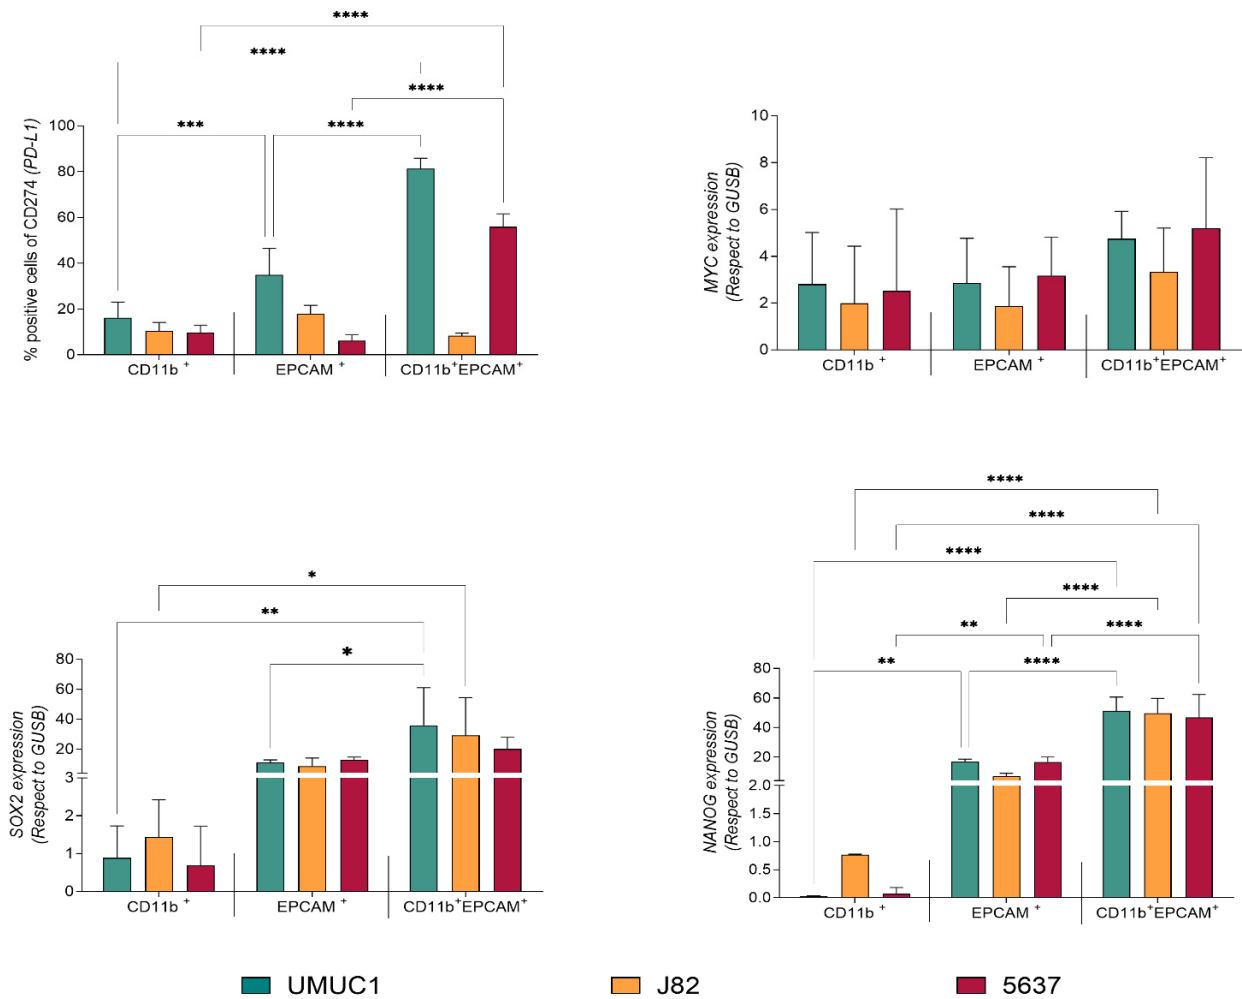 ****
****
****
***
****
% positive cells of CD274 (PD-L1)
100
80
60
40
20
0
CD11b +
EPCAM +
CD11b+EPCAM+
MYC expression
(Respect to GUSB)
10
8
6
4
2
0
CD11b +
EPCAM +
CD11b+EPCAM+
*
**
*
SOX2 expression
(Respect to GUSB)
80
60
40
20
3
2
1
0
CD11b +
EPCAM +
CD11b+EPCAM+
****
****
****
****
**
****
**
****
NANOG expression
(Respect to GUSB)
80
60
40
20
0
2.0
1.5
1.0
0.5
0.0
CD11b +
EPCAM +
CD11b+EPCAM+
UMUC1
J82
5637